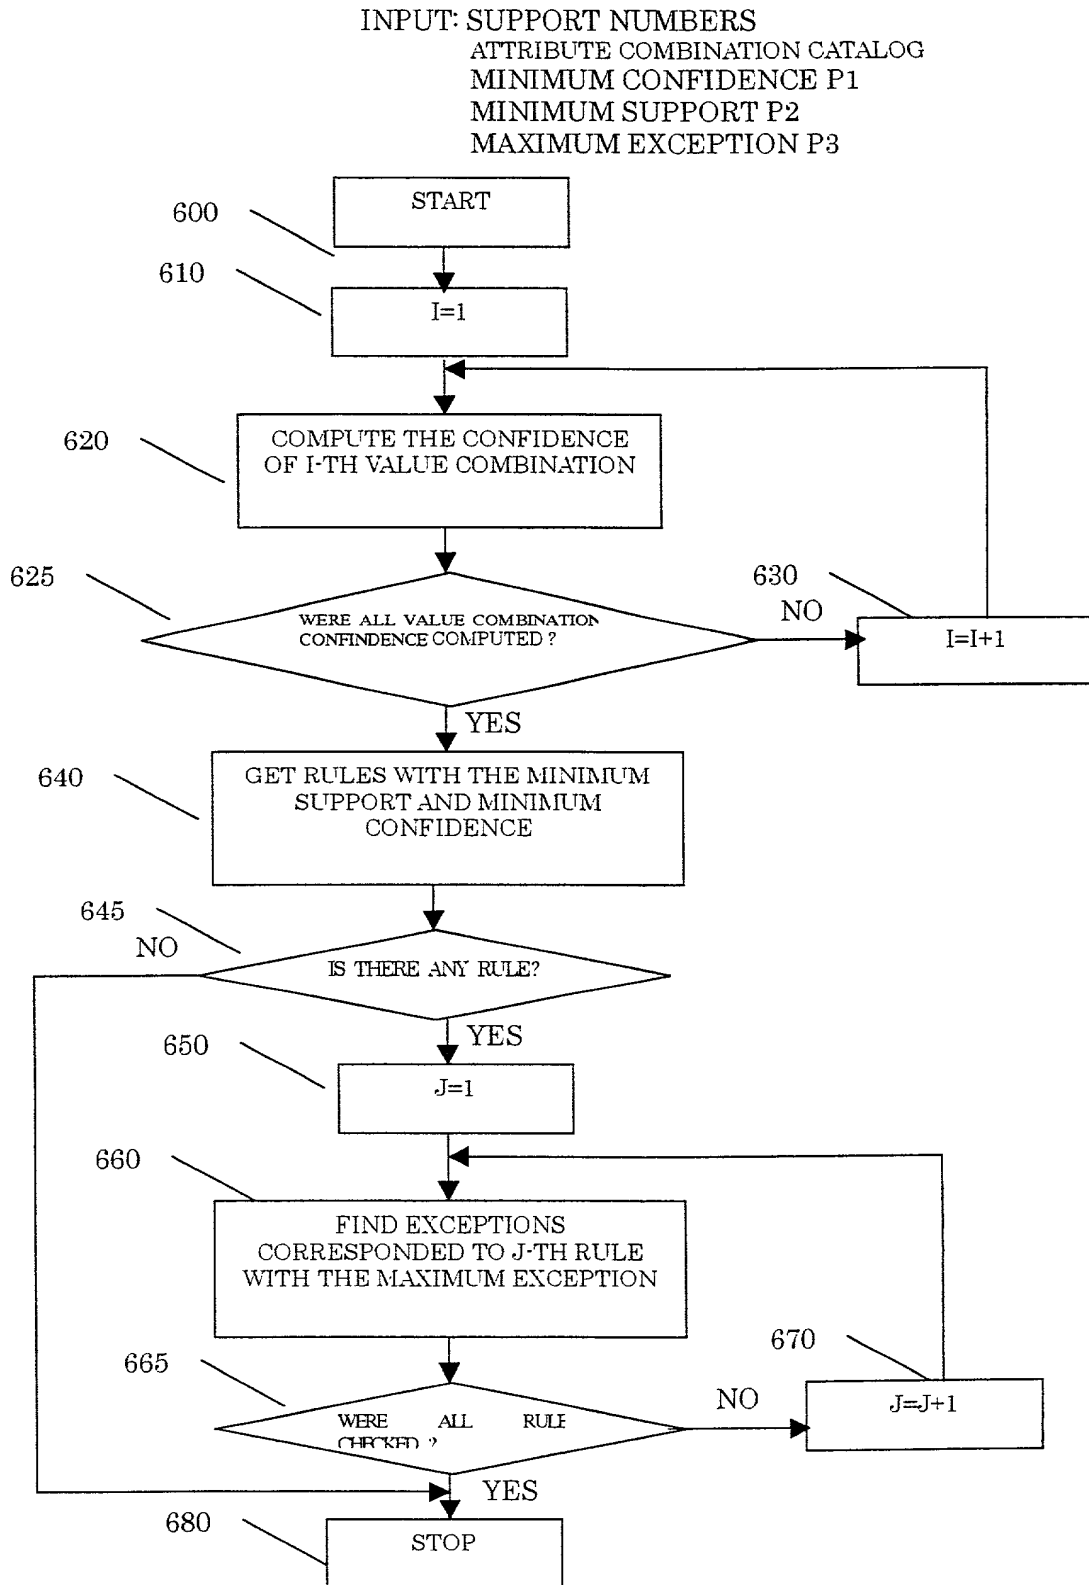 INPUT: SUPPORT NUMBERS
ATTRIBUTE COMBINATION CATALOG
MINIMUM CONFIDENCE P1
MINIMUM SUPPORT P2
MAXIMUM EXCEPTION P3
START
600
610
I=1
620
COMPUTE THE CONFIDENCE
OF I-TH VALUE COMBINATION
625
WERE ALL VALUE COMBINATION
CONFINDENCE COMPUTED ?
NO
630
I=I+1
YES
640
GET RULES WITH THE MINIMUM
SUPPORT AND MINIMUM
CONFIDENCE
645
NO
IS THERE ANY RULE?
YES
650
J=1
660
FIND EXCEPTIONS
CORRESPONDED TO J-TH RULE
WITH THE MAXIMUM EXCEPTION
665
WERE ALL RULE
CHECKED ?
NO
670
J=J+1
YES
680
STOP